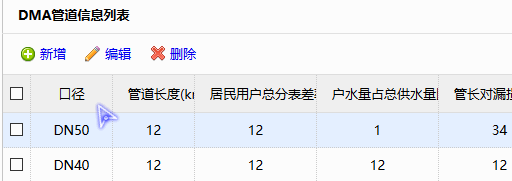 DMA管道信息列表
新增 编辑 删除
口径 管道长度(k 居民用户总分表差 户水量占总供水量 管长对漏
DN50 12 12 1 34
DN40 12 12 12 12